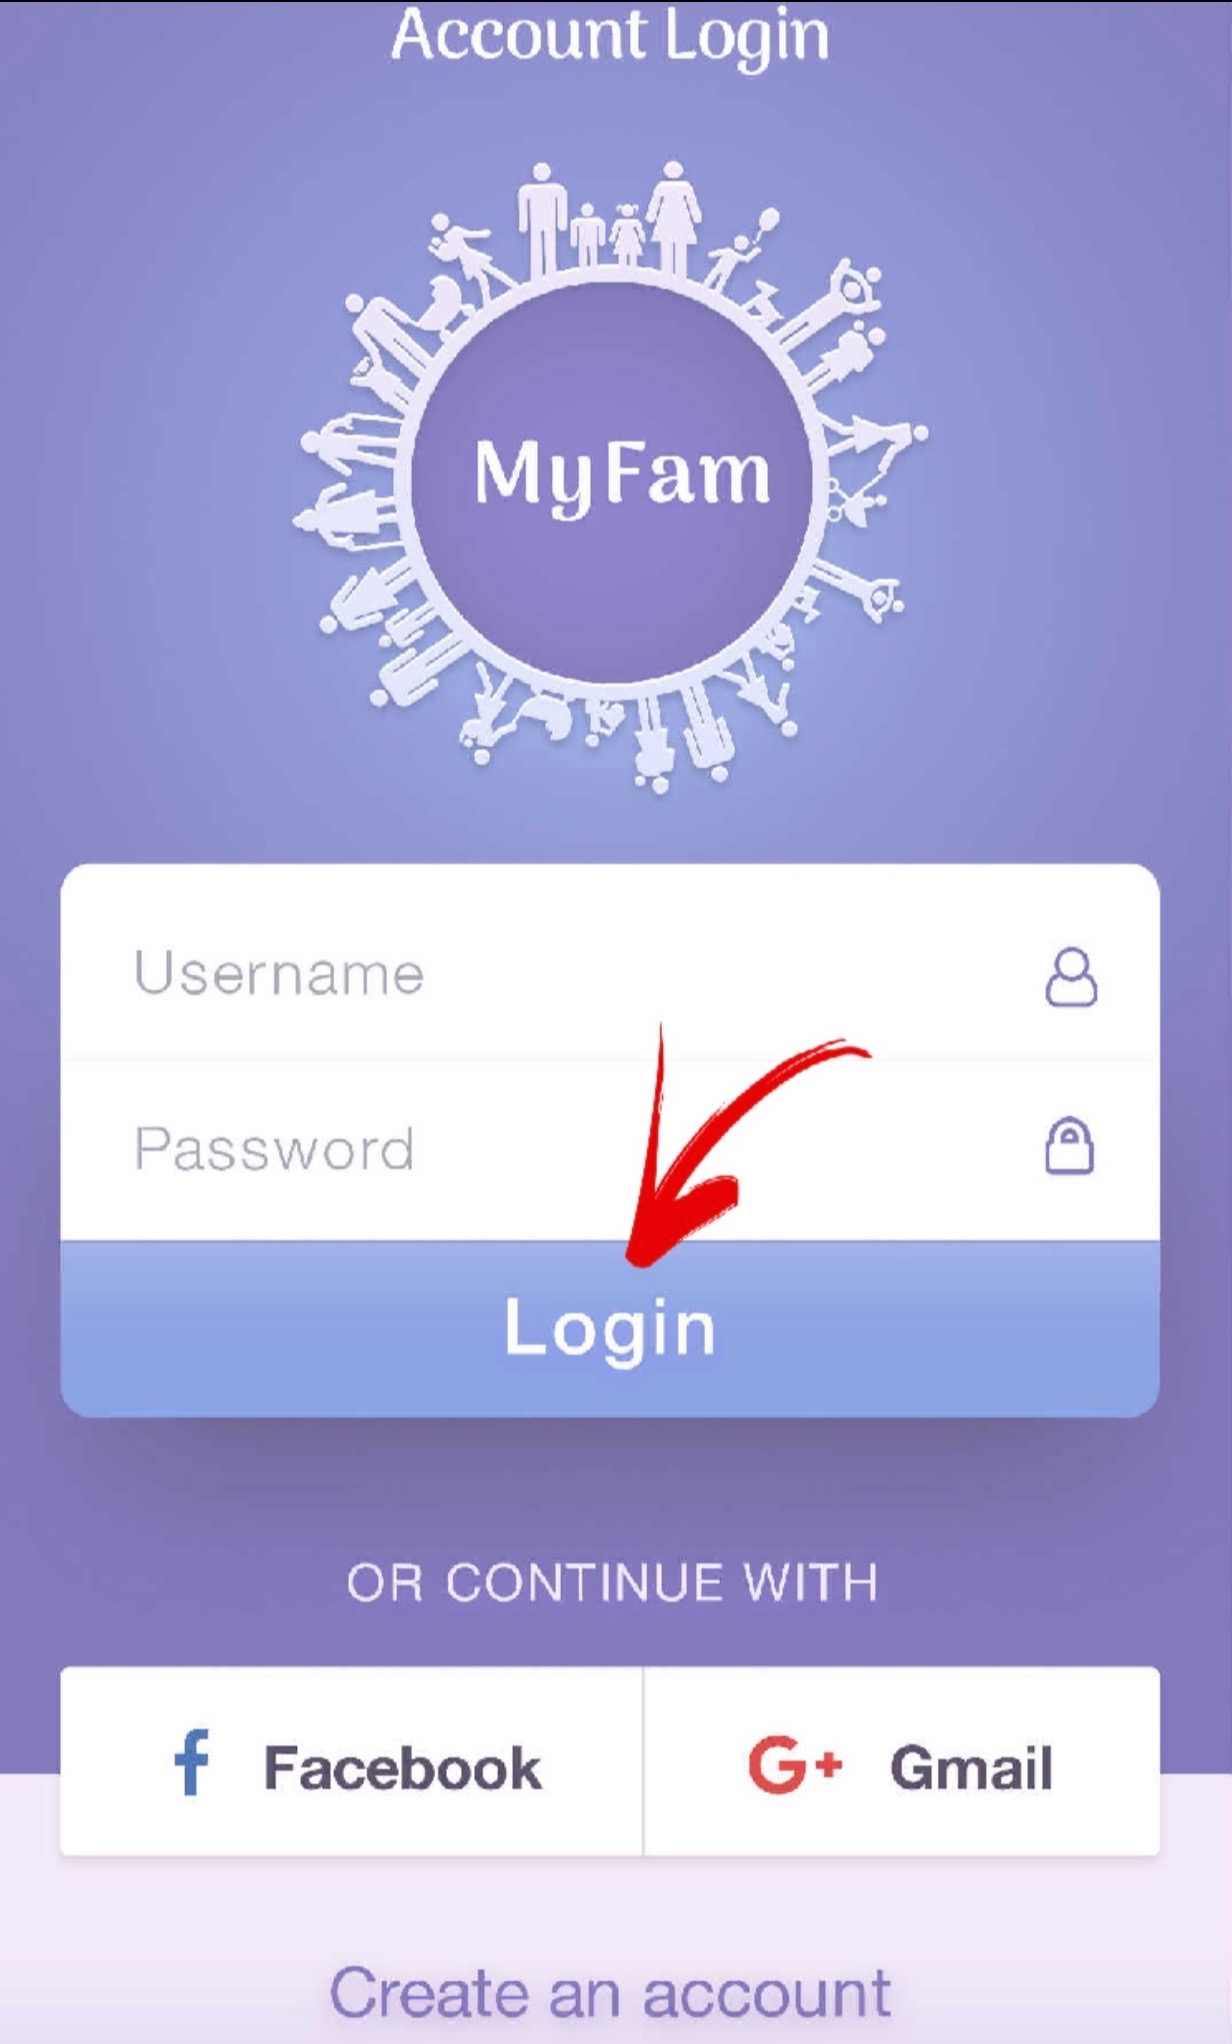 Account Login
MyFam
Username
Password
Login
OR CONTINUE WITH
f Facebook
G+ Gmail
Create an account